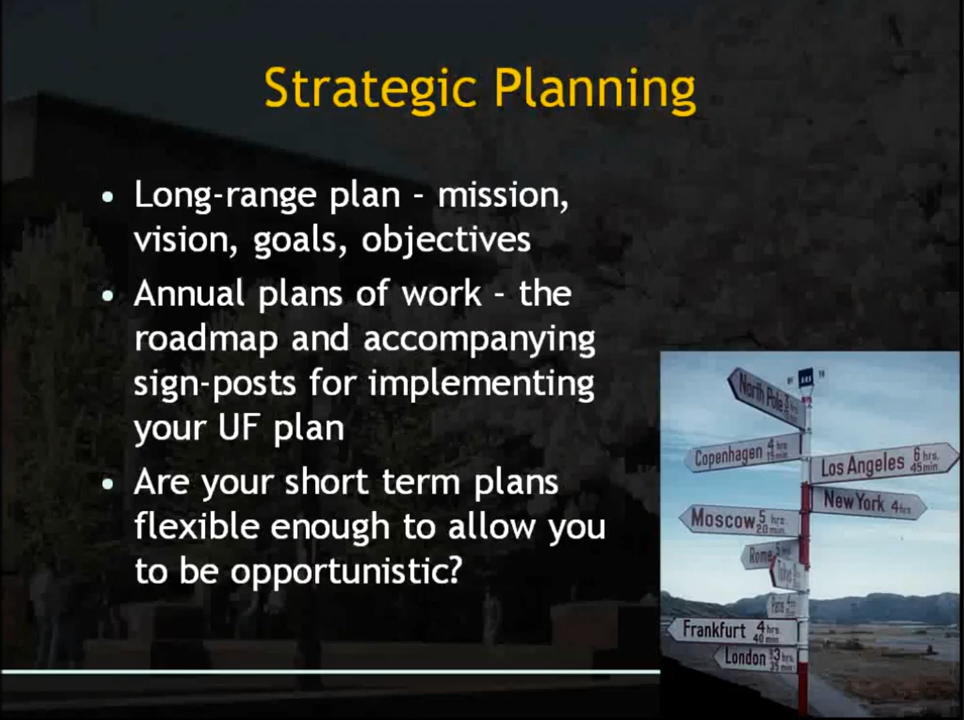 Strategic Planning
• Long-range plan – mission,
vision, goals, objectives
• Annual plans of work – the
roadmap and accompanying
sign-posts for implementing
your UF plan
• Are your short term plans
flexible enough to allow you
to be opportunistic?
North Pole
Copenhagen 4 hrs
Los Angeles 6 hrs.
45 min.
New York 4 hrs.
Moscow 5 hrs.
20 min.
Rome
Paris
Frankfurt 4 hrs.
40 min.
London